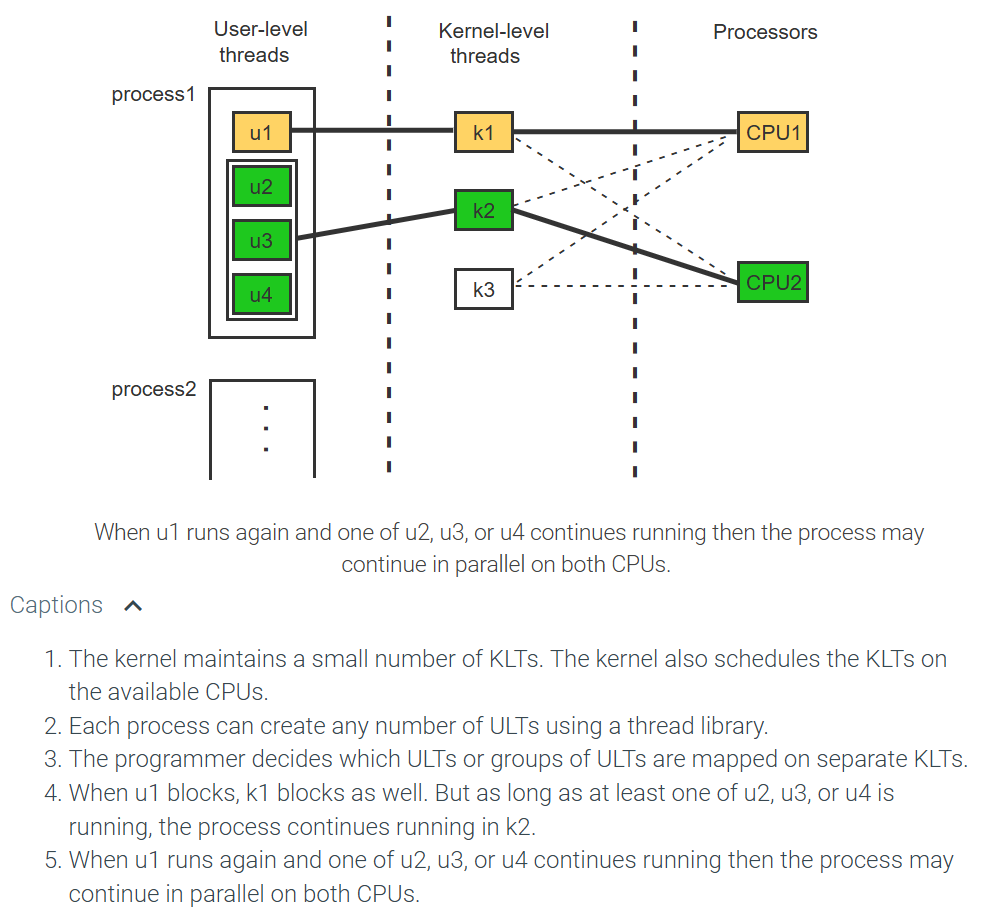 User-level
threads
Kernel-level
threads
Processors
process1
u1
k1
CPU1
u2
u3
k2
u4
k3
CPU2
process2
When u1 runs again and one of u2, u3, or u4 continues running then the process may
continue in parallel on both CPUs.
Captions
1. The kernel maintains a small number of KLTs. The kernel also schedules the KLTs on
the available CPUs.
2. Each process can create any number of ULTs using a thread library.
3. The programmer decides which ULTs or groups of ULTs are mapped on separate KLTs.
4. When u1 blocks, k1 blocks as well. But as long as at least one of u2, u3, or u4 is
running, the process continues running in k2.
5. When u1 runs again and one of u2, u3, or u4 continues running then the process may
continue in parallel on both CPUs.